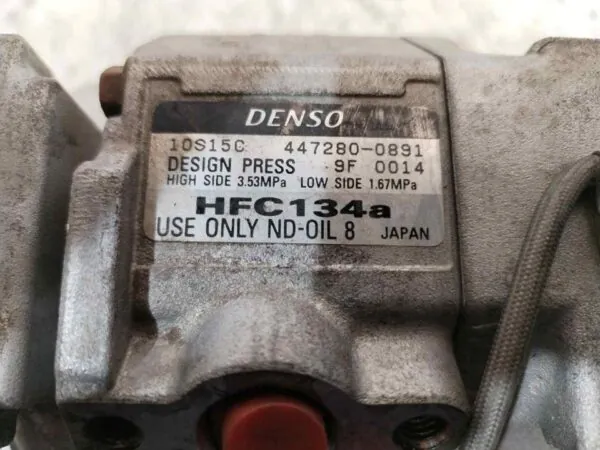 DENSO
10S15C 447280-0891
DESIGN PRESS 9F 0014
HIGH SIDE 3.53MPa LOW SIDE 1.67MPa
HFC134a
USE ONLY ND-OIL 8 JAPAN